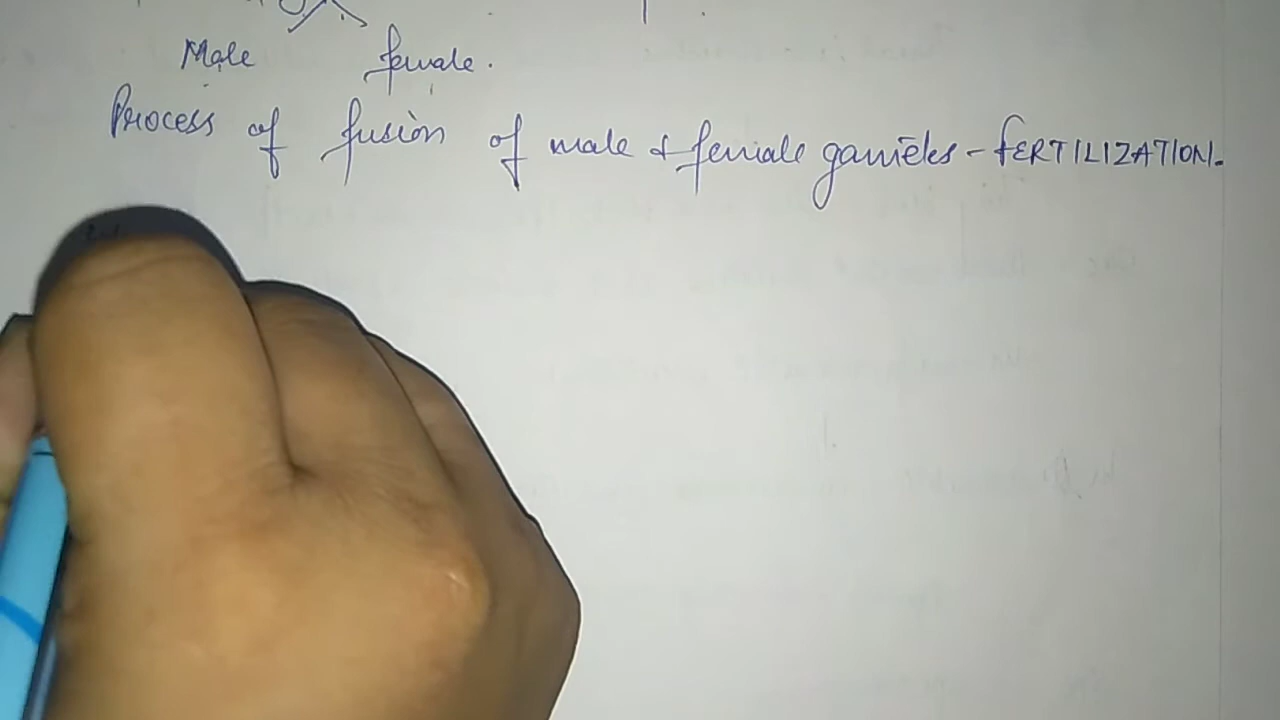 Male female.
Process of fusion of male & female gametes - FERTILIZATION.